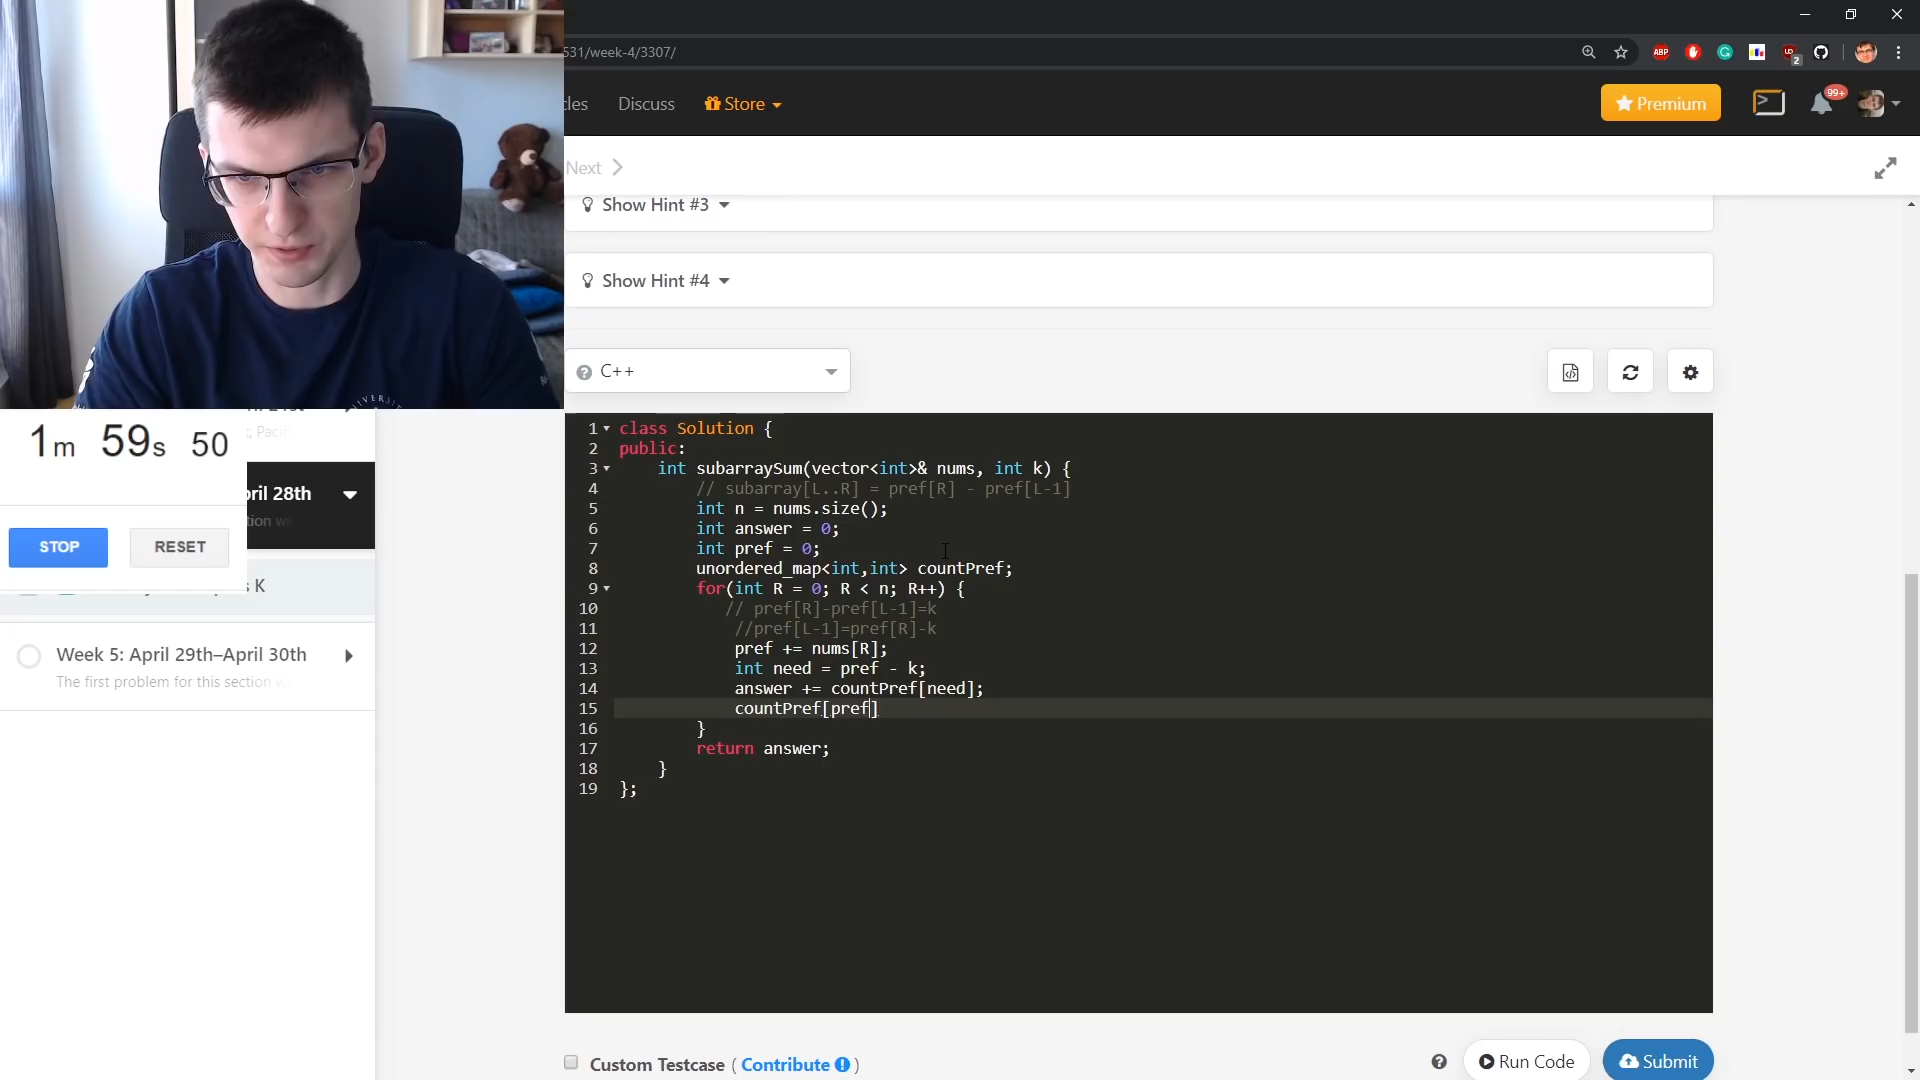 531/week-4/3307/
cles Discuss Store
Premium
99+
ABP
2
Next
Show Hint #3
Show Hint #4
C++
1m 59s 50
, Pacifi
pril 28th
STOP RESET
K
Week 5: April 29th–April 30th
The first problem for this section w
1 class Solution {
2 public:
3 int subarraySum(vector<int>& nums, int k) {
4 // subarray[L..R] = pref[R] - pref[L-1]
5 int n = nums.size();
6 int answer = 0;
7 int pref = 0;
8 unordered_map<int,int> countPref;
9 for(int R = 0; R < n; R++) {
10 // pref[R]-pref[L-1]=k
11 //pref[L-1]=pref[R]-k
12 pref += nums[R];
13 int need = pref - k;
14 answer += countPref[need];
15 countPref[pref]
16 }
17 return answer;
18 }
19 };
Custom Testcase ( Contribute )
Run Code
Submit